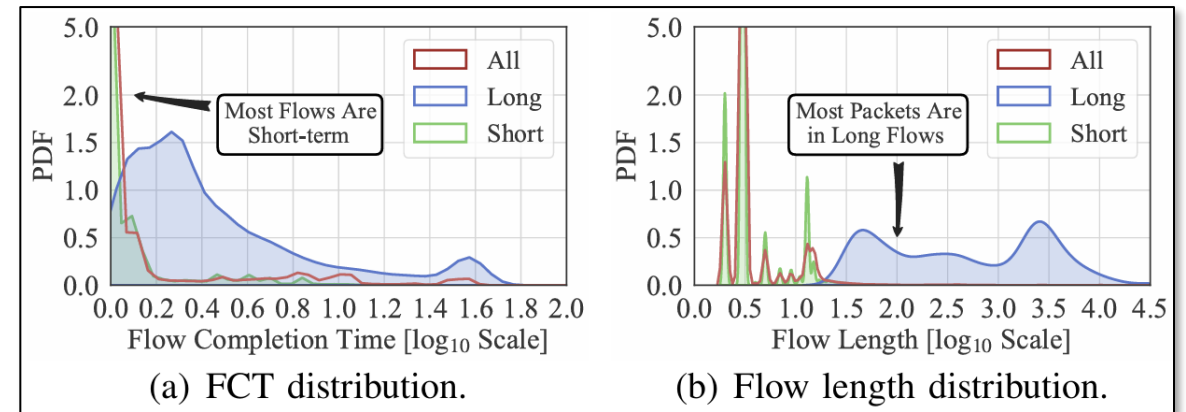 5.0
2.0
1.5
1.0
0.5
0.0
PDF
Most Flows Are
Short-term
All
Long
Short
0.0 0.2 0.4 0.6 0.8 1.0 1.2 1.4 1.6 1.8 2.0
Flow Completion Time [log₁₀ Scale]
(a) FCT distribution.
5.0
2.0
1.5
1.0
0.5
0.0
PDF
Most Packets Are
in Long Flows
All
Long
Short
0.0 0.5 1.0 1.5 2.0 2.5 3.0 3.5 4.0 4.5
Flow Length [log₁₀ Scale]
(b) Flow length distribution.